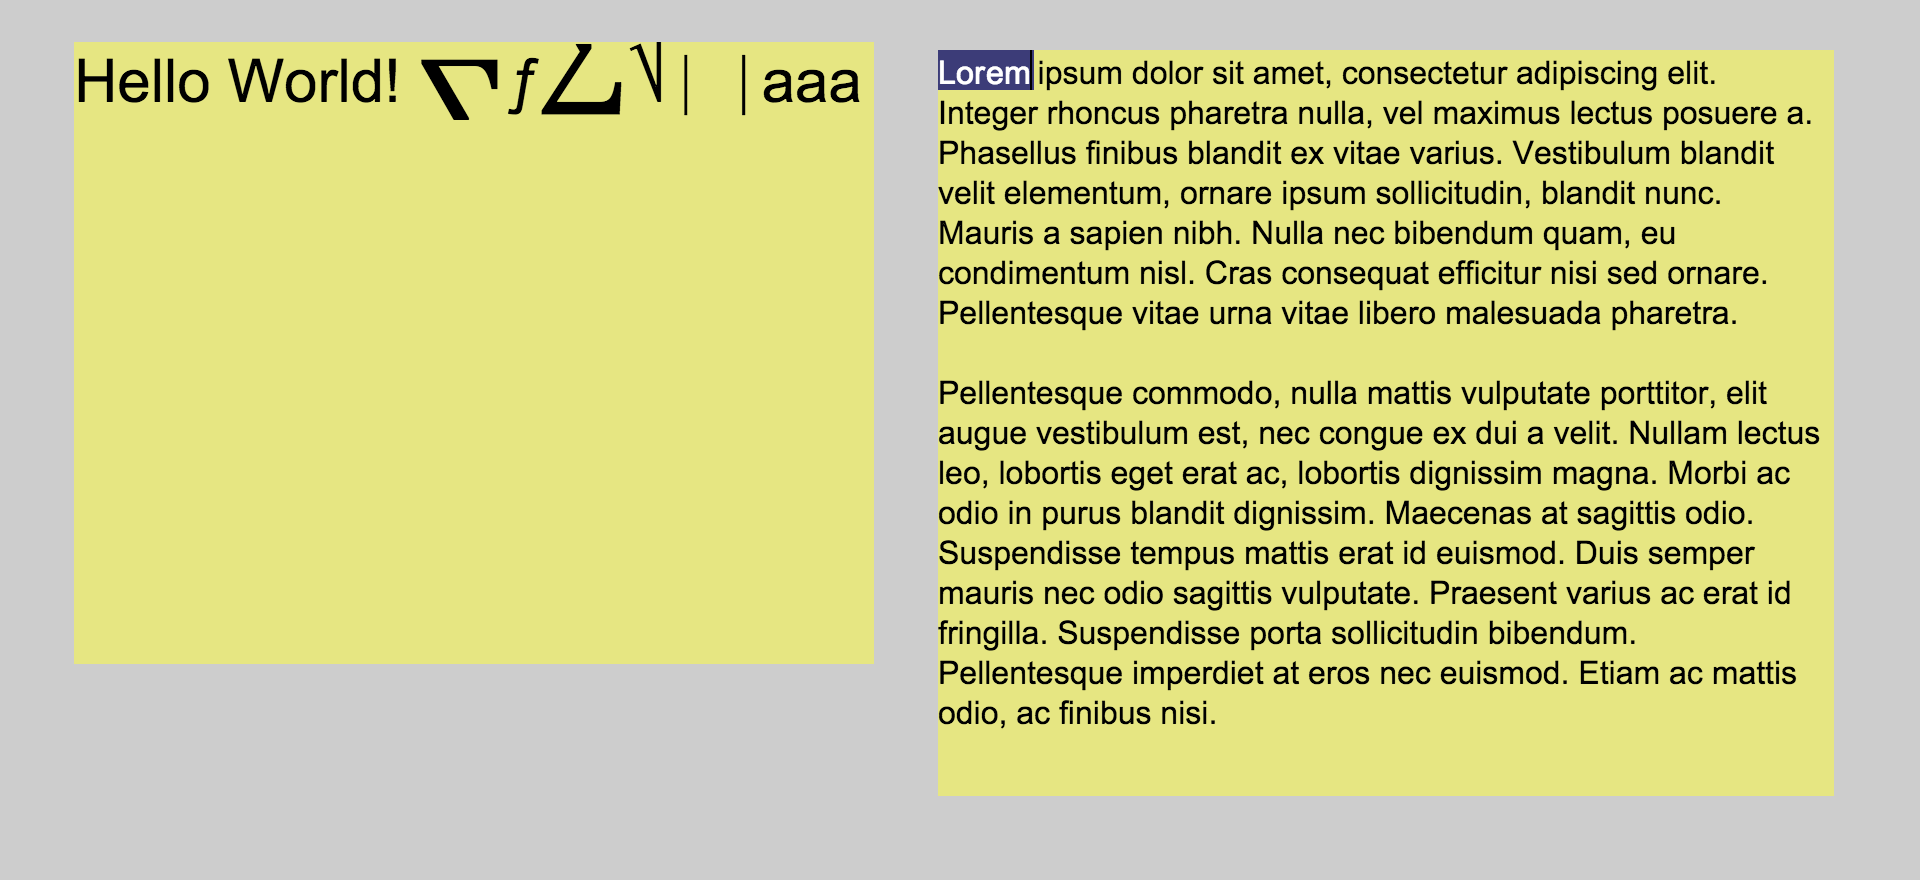 Hello World! ƒ| |aaa
Lorem ipsum dolor sit amet, consectetur adipiscing elit.
Integer rhoncus pharetra nulla, vel maximus lectus posuere a.
Phasellus finibus blandit ex vitae varius. Vestibulum blandit
velit elementum, ornare ipsum sollicitudin, blandit nunc.
Mauris a sapien nibh. Nulla nec bibendum quam, eu
condimentum nisl. Cras consequat efficitur nisi sed ornare.
Pellentesque vitae urna vitae libero malesuada pharetra.
Pellentesque commodo, nulla mattis vulputate porttitor, elit
augue vestibulum est, nec congue ex dui a velit. Nullam lectus
leo, lobortis eget erat ac, lobortis dignissim magna. Morbi ac
odio in purus blandit dignissim. Maecenas at sagittis odio.
Suspendisse tempus mattis erat id euismod. Duis semper
mauris nec odio sagittis vulputate. Praesent varius ac erat id
fringilla. Suspendisse porta sollicitudin bibendum.
Pellentesque imperdiet at eros nec euismod. Etiam ac mattis
odio, ac finibus nisi.